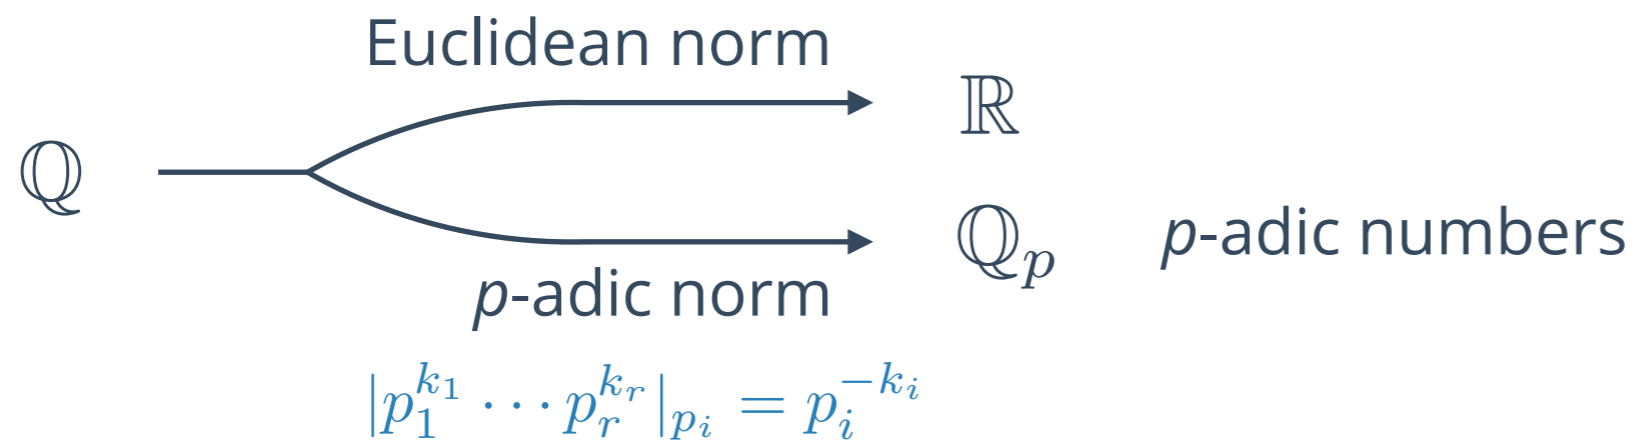 Euclidean norm
ℝ
ℚ
ℚ_p p-adic numbers
p-adic norm
|p_1^{k_1} ··· p_r^{k_r}|_{p_i} = p_i^{-k_i}